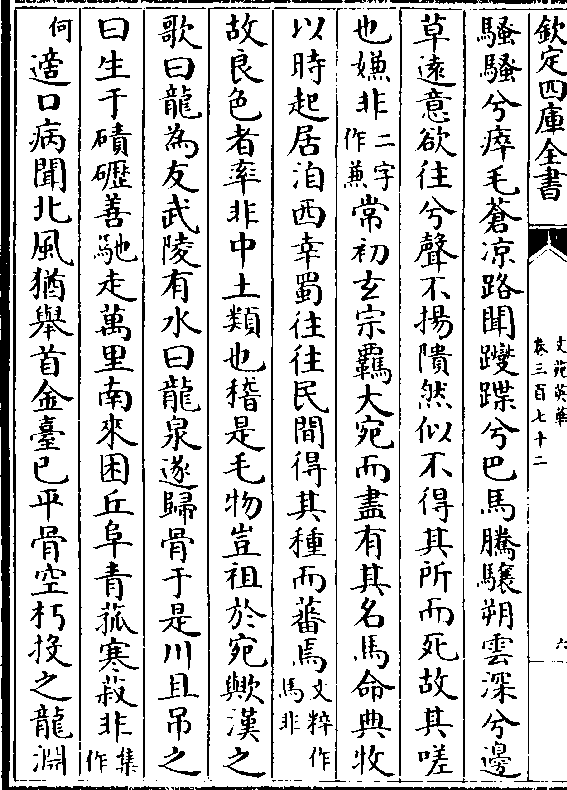 欽定四庫全書
文苑英華
卷三百七十二
六
騷騷兮瘁毛蒼凉路聞躞蹀兮巴馬騰驤朔雲深兮邊
草遠意欲往兮聲不揚隤然似不得其所而死故其嗟
也嫌非二字作蒹常初玄宗羈大宛而盡有其名馬命典牧
以時起居洎西幸蜀往往民間得其種而蕃焉文粹作馬非
故良色者率非中土類也稽是毛物豈祖於宛歟漢之
歌曰龍為友武陵有水曰龍泉遂歸骨于是川且吊之
曰生于磧礰善馳走萬里南來困丘阜青菰寒菽非集作
何遆口病聞北風猶舉首金臺已平骨空朽投之龍淵